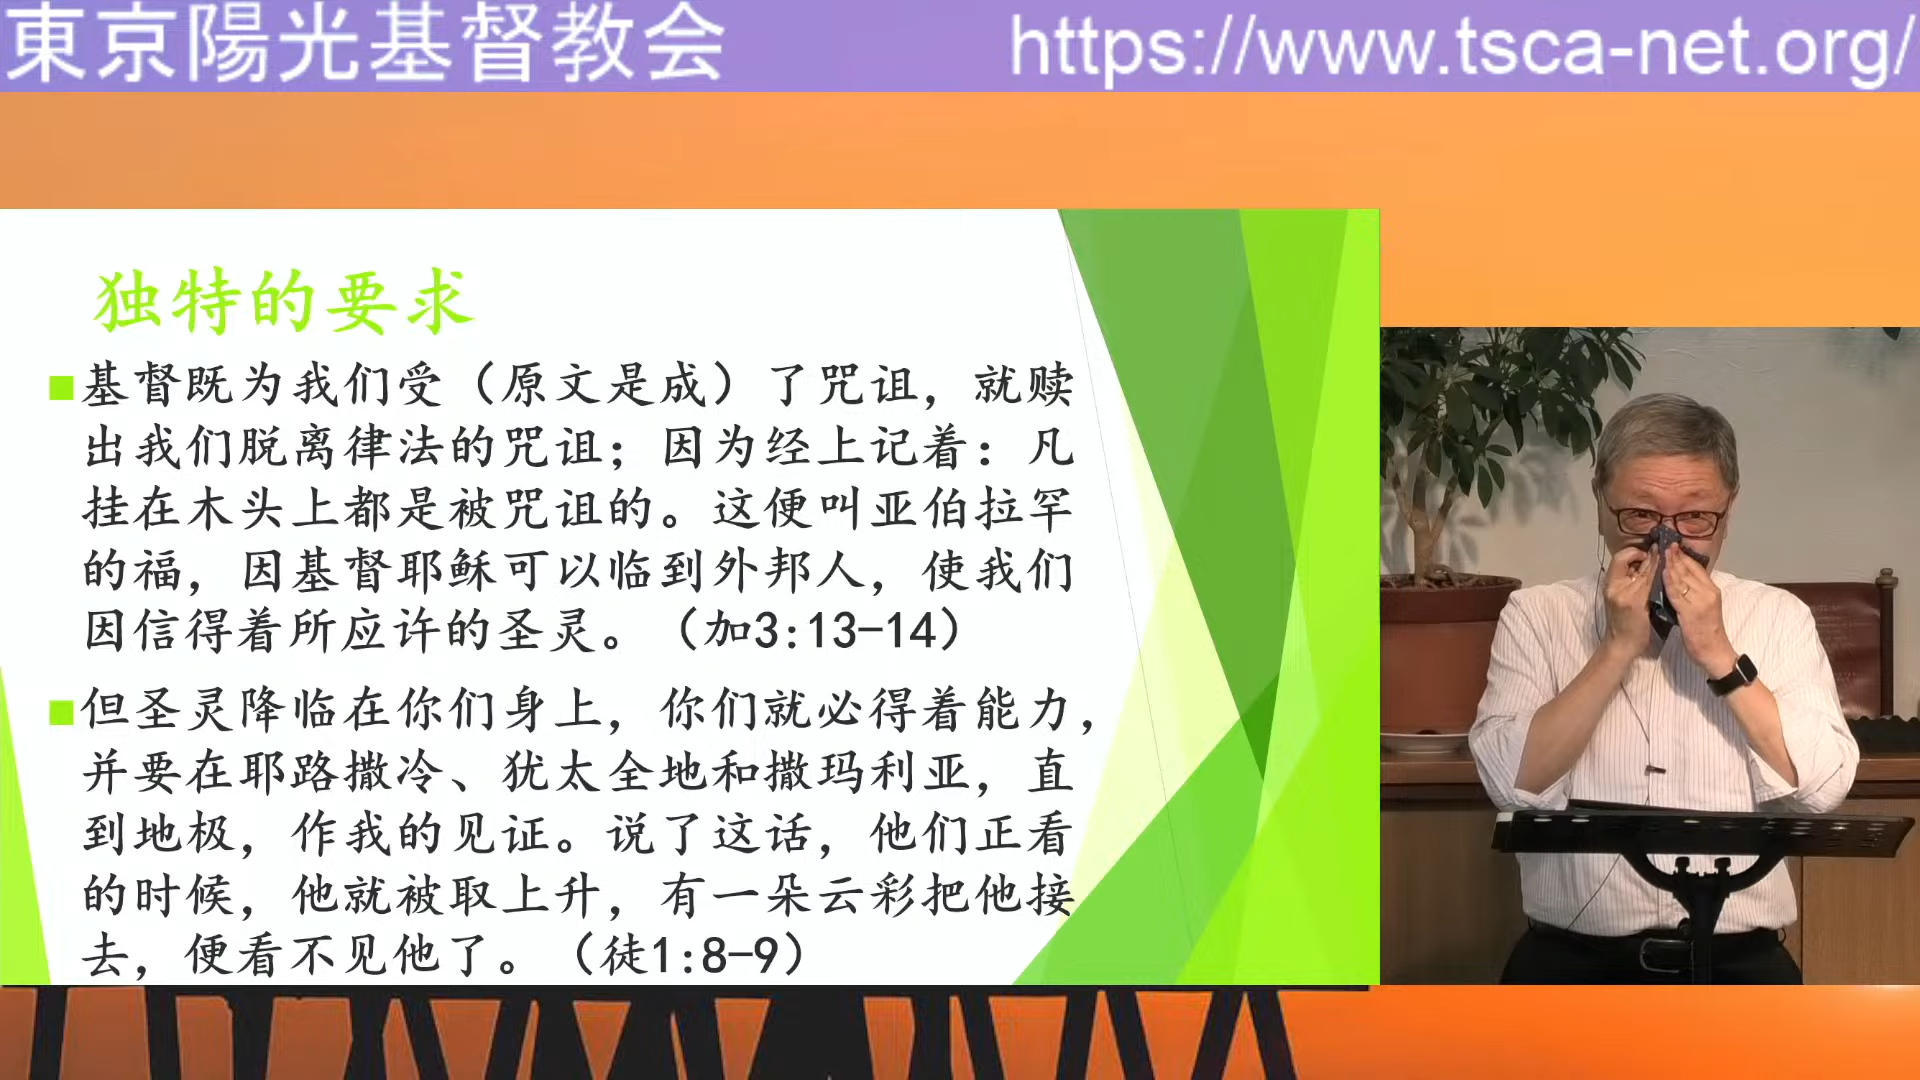 東京陽光基督教会
https://www.tsca-net.org/
独特的要求
基督既为我们受（原文是成）了咒诅，就赎
出我们脱离律法的咒诅；因为经上记着：凡
挂在木头上都是被咒诅的。这便叫亚伯拉罕
的福，因基督耶稣可以临到外邦人，使我们
因信得着所应许的圣灵。（加3:13-14）
但圣灵降临在你们身上，你们就必得着能力，
并要在耶路撒冷、犹太全地和撒玛利亚，直
到地极，作我的见证。说了这话，他们正看
的时候，他就被取上升，有一朵云彩把他接
去，便看不见他了。（徒1:8-9）